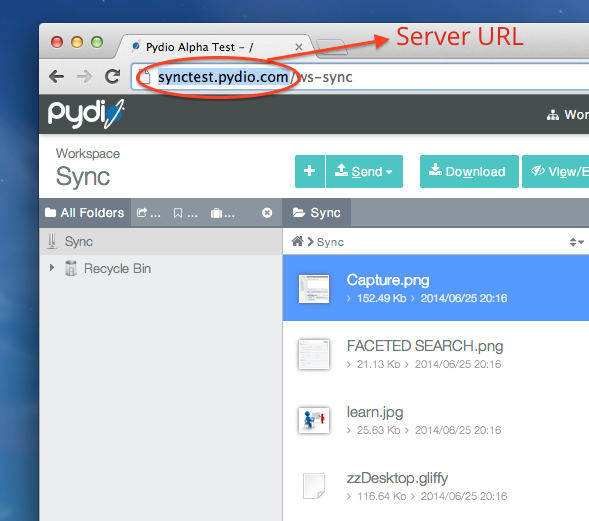 Server URL
Pydio Alpha Test - /
synctest.pydio.com/ws-sync
pydio
Wor
Workspace
Sync
Send
Download
View/E
All Folders
...
...
...
Sync
Sync
Recycle Bin
Sync
Capture.png
152.49 Kb 2014/06/25 20:16
FACETED SEARCH.png
21.13 Kb 2014/06/25 20:16
learn.jpg
25.63 Kb 2014/06/25 20:16
zzDesktop.gliffy
116.64 Kb 2014/06/25 20:16